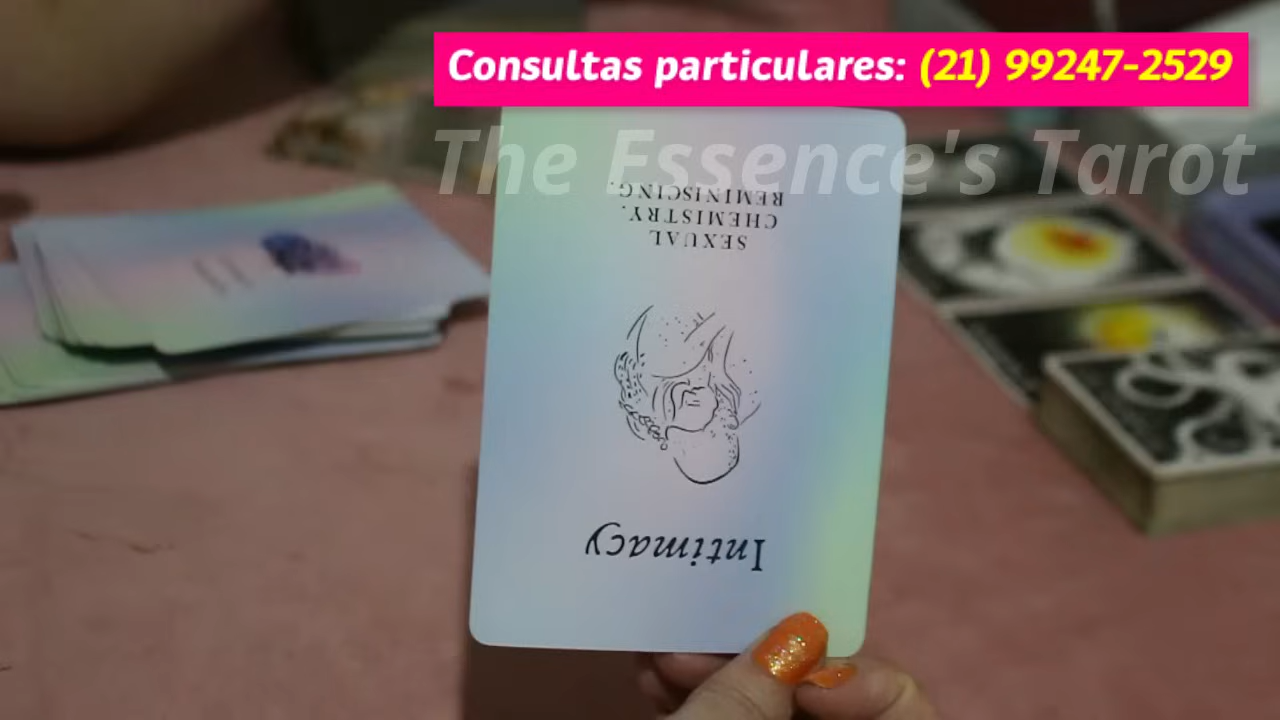 Consultas particulares: (21) 99247-2529
The Essence's Tarot
Intimacy
SEXUAL
CHEMISTRY.
REMINISCING.